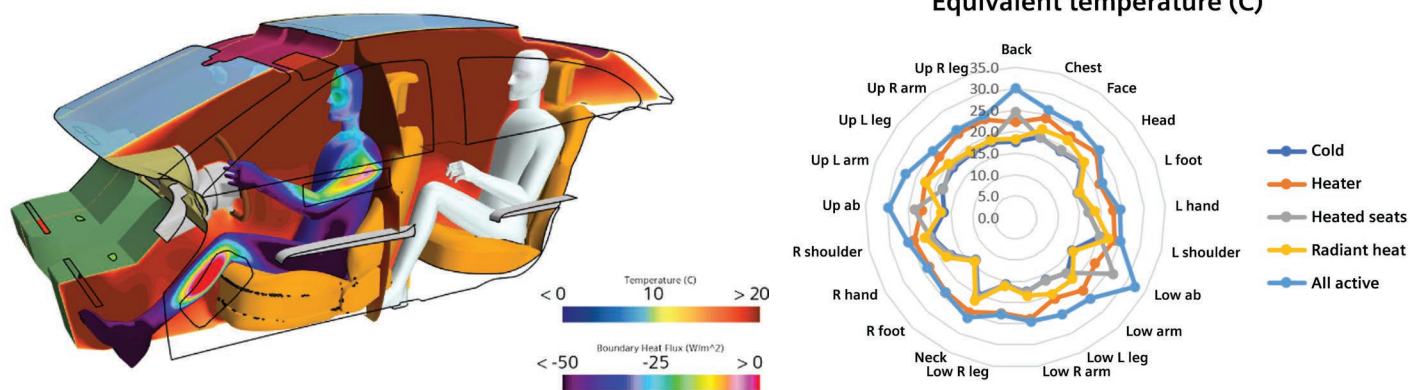 Equivalent temperature (C)
Back
Chest
Face
Head
L foot
L hand
L shoulder
Low ab
Low arm
Low L leg
Low R arm
Low R leg
Neck
R foot
R hand
R shoulder
Up ab
Up L arm
Up L leg
Up R arm
Up R leg
35.0
30.0
25.0
20.0
15.0
10.0
5.0
0.0
Cold
Heater
Heated seats
Radiant heat
All active
Temperature (C)
< 0 10 > 20
Boundary Heat Flux (W/m^2)
< -50 -25 > 0